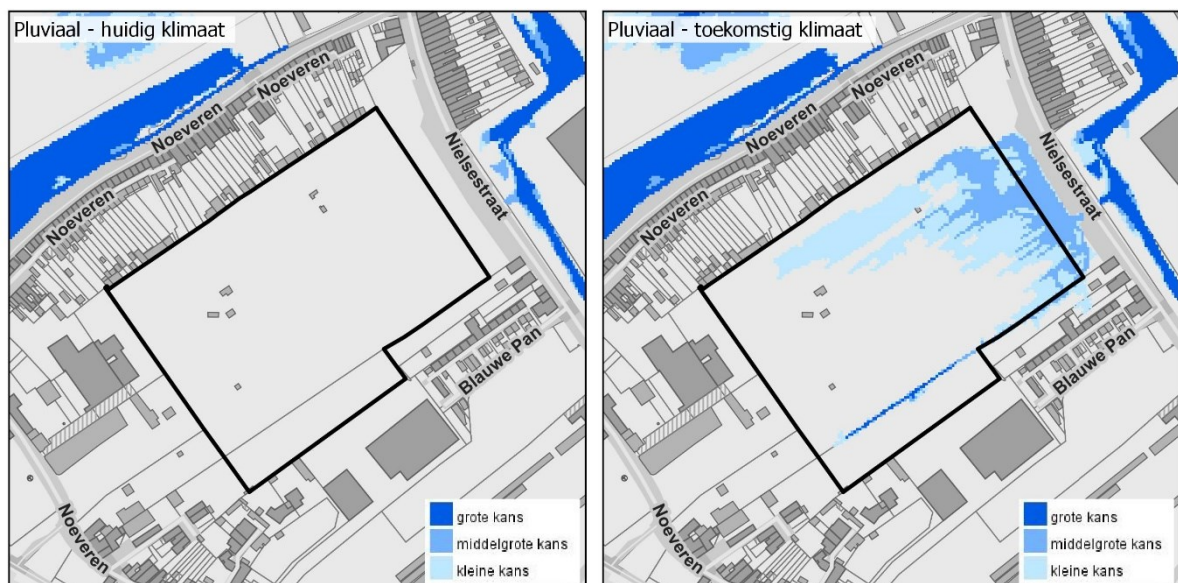 Pluviaal - huidig klimaat
Noeveren
Noeveren
Noeveren
Nielsestraat
Blauwe Pan
Noeveren
grote kans
middelgrote kans
kleine kans
Pluviaal - toekomstig klimaat
Noeveren
Noeveren
Noeveren
Nielsestraat
Blauwe Pan
Noeveren
grote kans
middelgrote kans
kleine kans